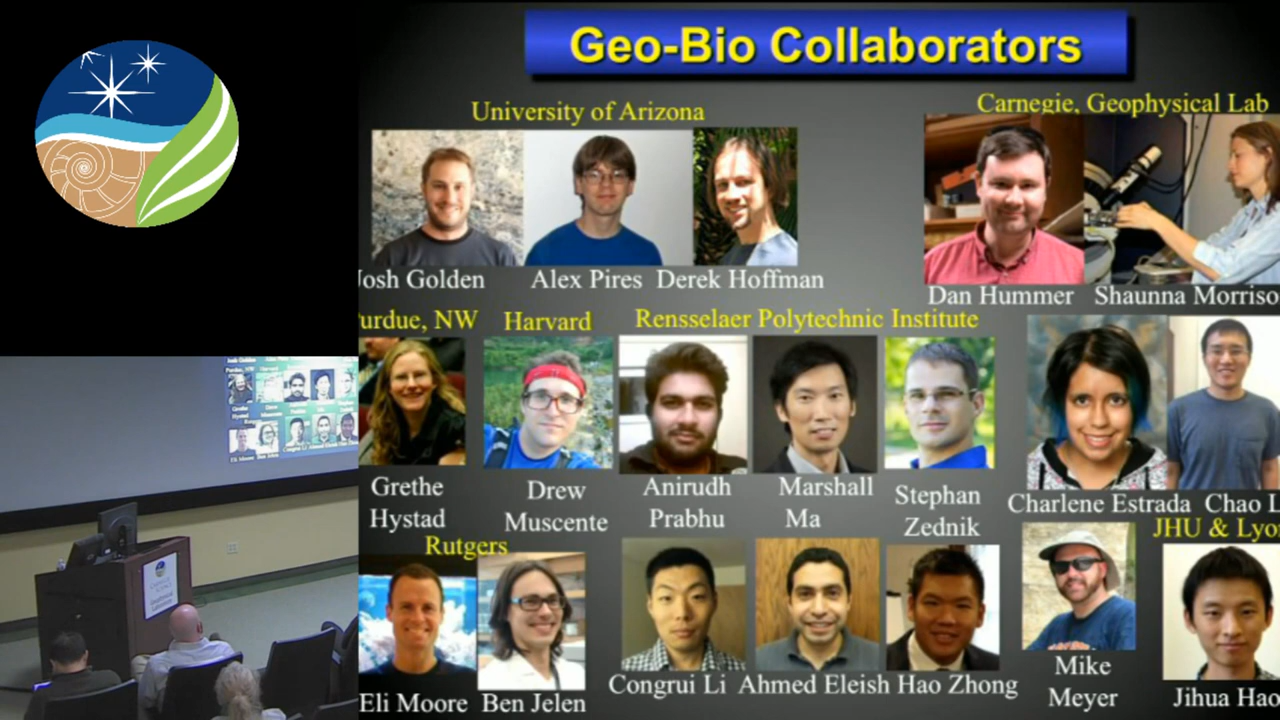 Geo-Bio Collaborators
University of Arizona
Carnegie, Geophysical Lab
Josh Golden
Alex Pires
Derek Hoffman
Dan Hummer
Shaunna Morriso
urdue, NW
Harvard
Rensselaer Polytechnic Institute
Grethe
Hystad
Drew
Muscente
Anirudh
Prabhu
Marshall
Ma
Stephan
Zednik
Charlene Estrada
Chao L
Rutgers
JHU & Lyo
Eli Moore
Ben Jelen
Congrui Li
Ahmed Eleish
Hao Zhong
Mike
Meyer
Jihua Hao